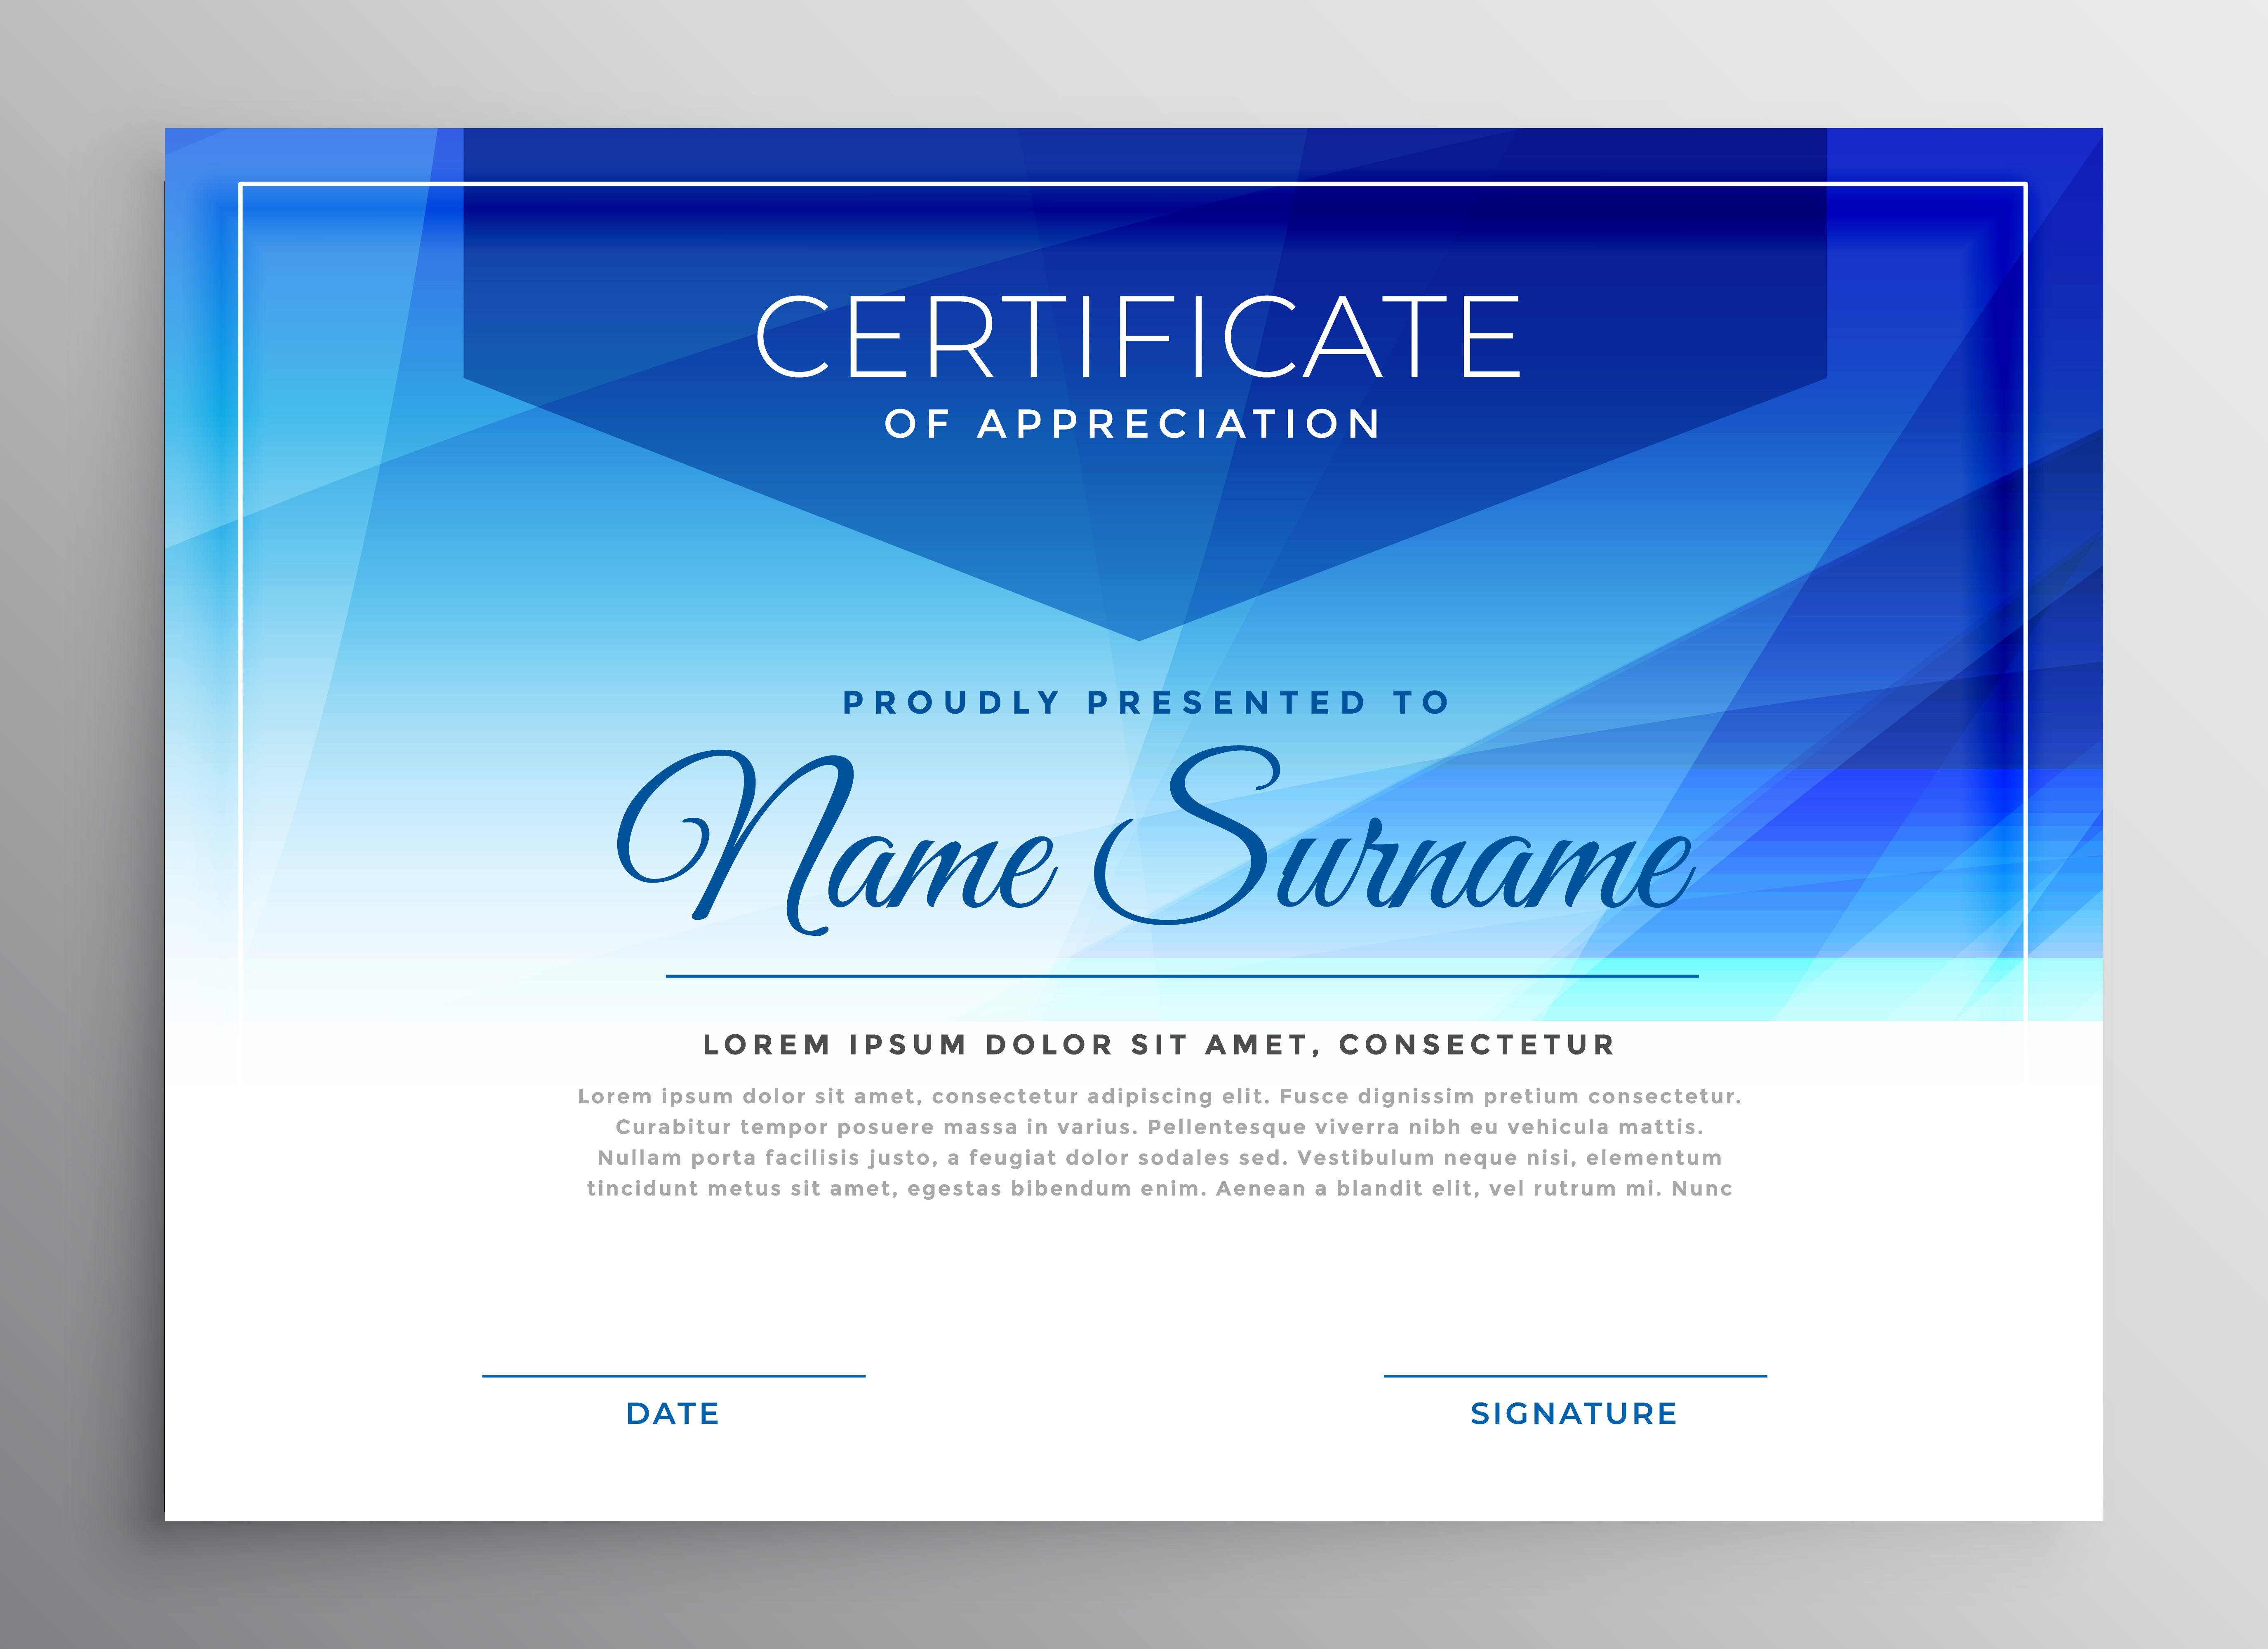 CERTIFICATE
OF APPRECIATION
PROUDLY PRESENTED TO
Name Surname
LOREM IPSUM DOLOR SIT AMET, CONSECTETUR
Lorem ipsum dolor sit amet, consectetur adipiscing elit. Fusce dignissim pretium consectetur.
Curabitur tempor posuere massa in varius. Pellentesque viverra nibh eu vehicula mattis.
Nullam porta facilisis justo, a feugiat dolor sodales sed. Vestibulum neque nisi, elementum
tincidunt metus sit amet, egestas bibendum enim. Aenean a blandit elit, vel rutrum mi. Nunc
DATE
SIGNATURE